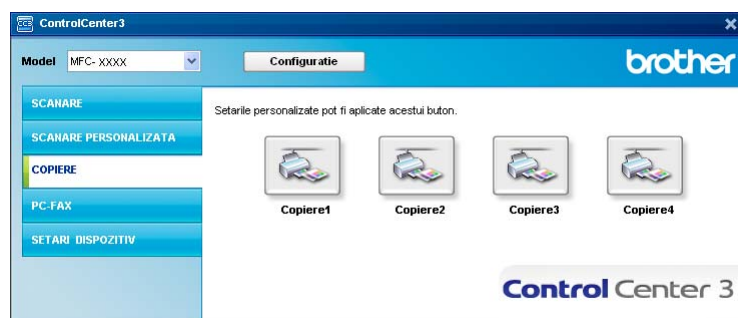 ControlCenter3
Model MFC- XXXX Configuratie brother
SCANARE
SCANARE PERSONALIZATA
COPIERE
PC-FAX
SETARI DISPOZITIV
Setarile personalizate pot fi aplicate acestui buton.
Copiere1 Copiere2 Copiere3 Copiere4
Control Center 3